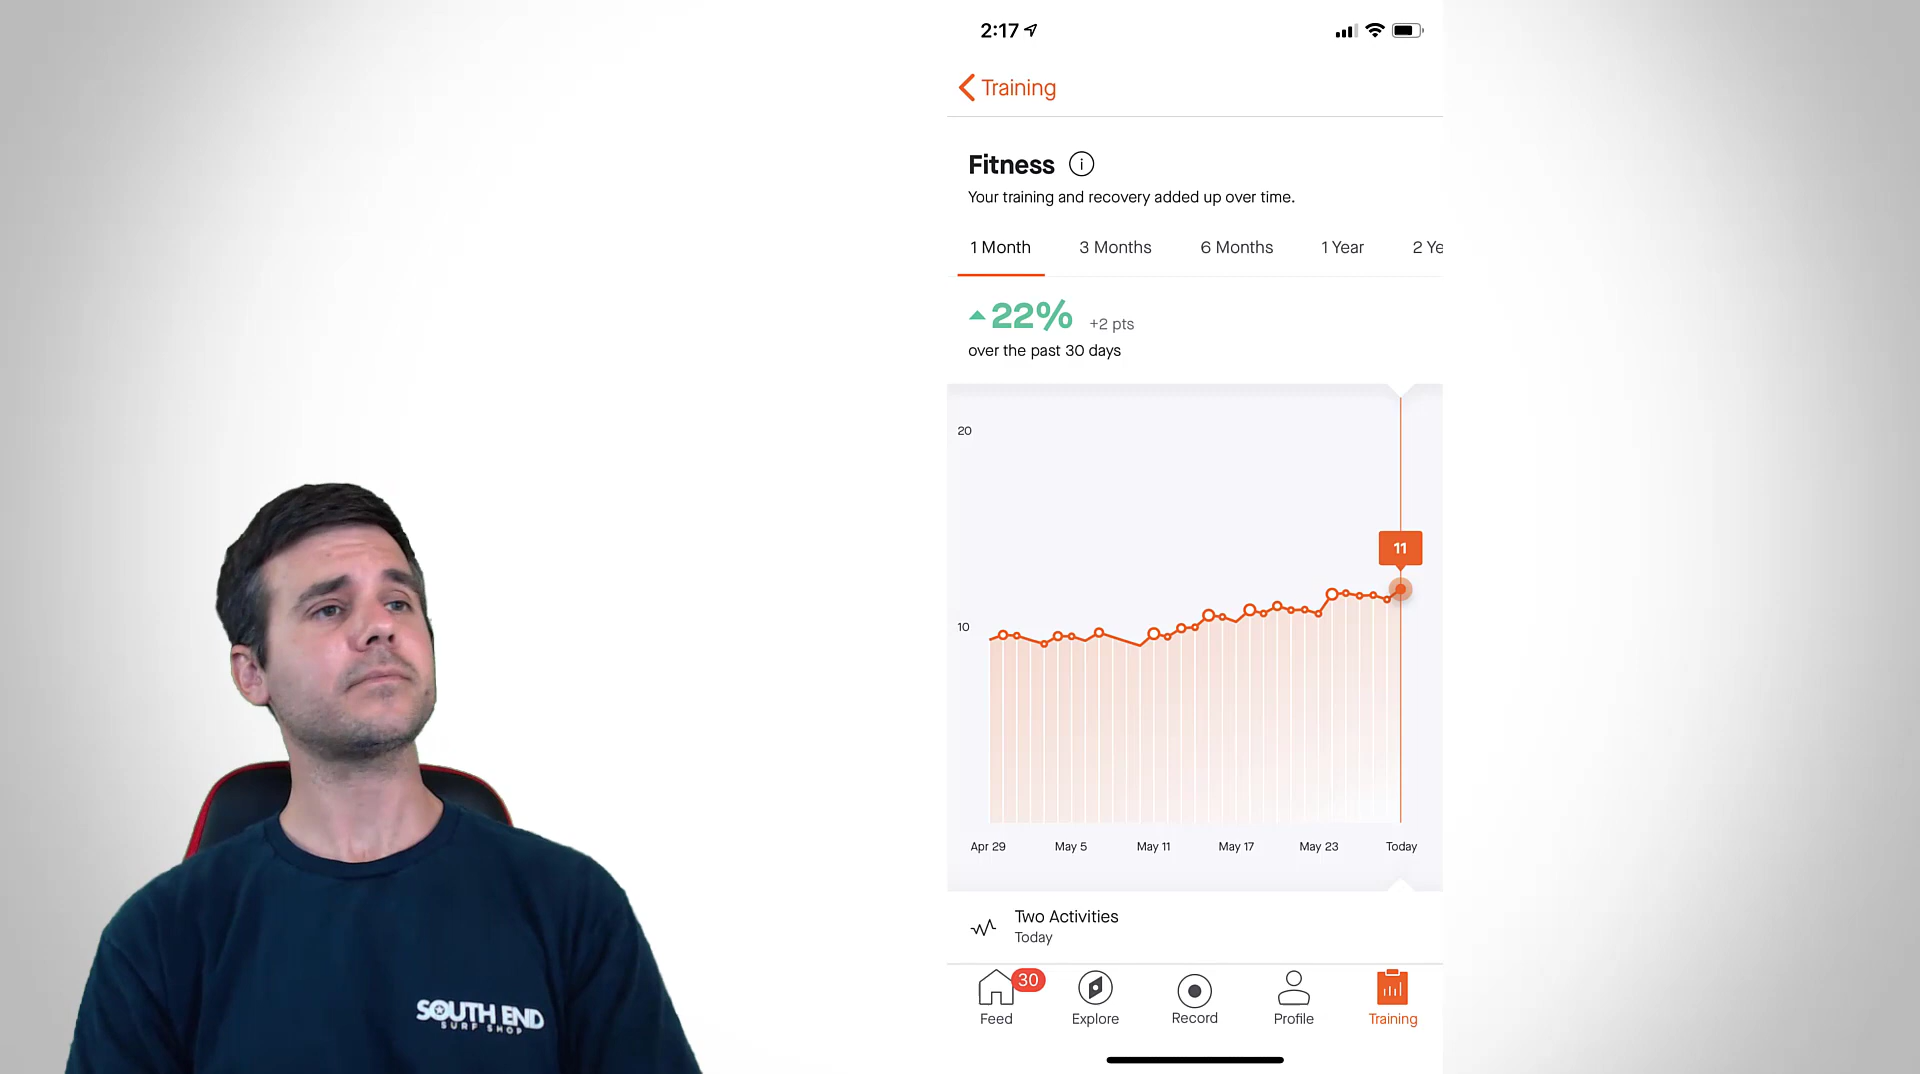 2:17
Training
Fitness
Your training and recovery added up over time.
1 Month 3 Months 6 Months 1 Year 2 Ye
22% +2 pts
over the past 30 days
20
11
10
Apr 29 May 5 May 11 May 17 May 23 Today
Two Activities
Today
30
Feed Explore Record Profile Training
SOUTH END
SURF SHOP